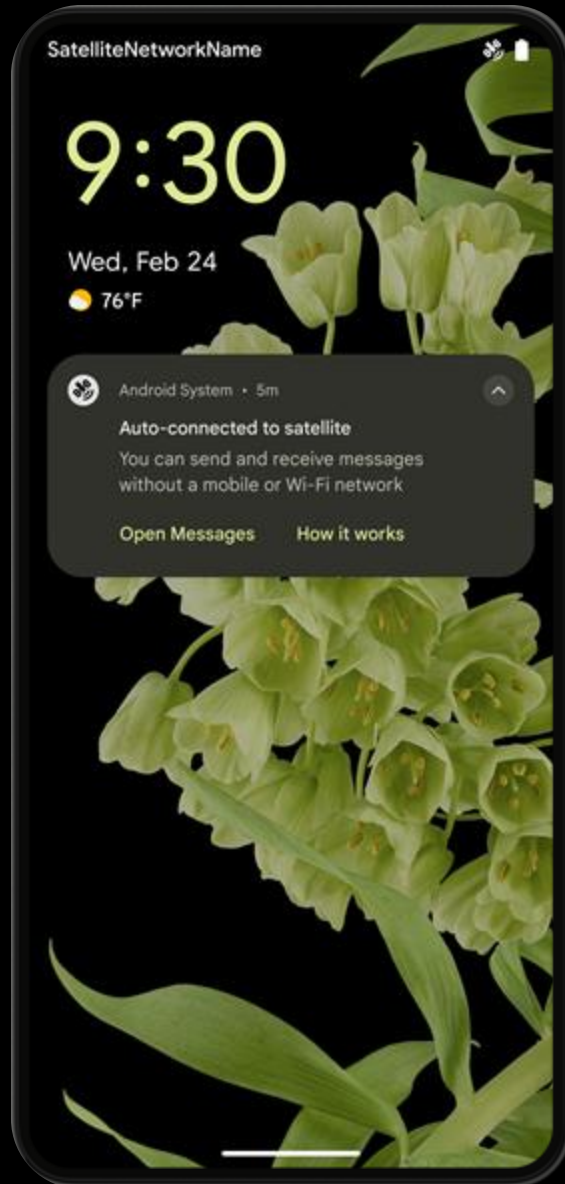 SatelliteNetworkName
9:30
Wed, Feb 24
76°F
Android System • 5m
Auto-connected to satellite
You can send and receive messages
without a mobile or Wi-Fi network
Open Messages How it works